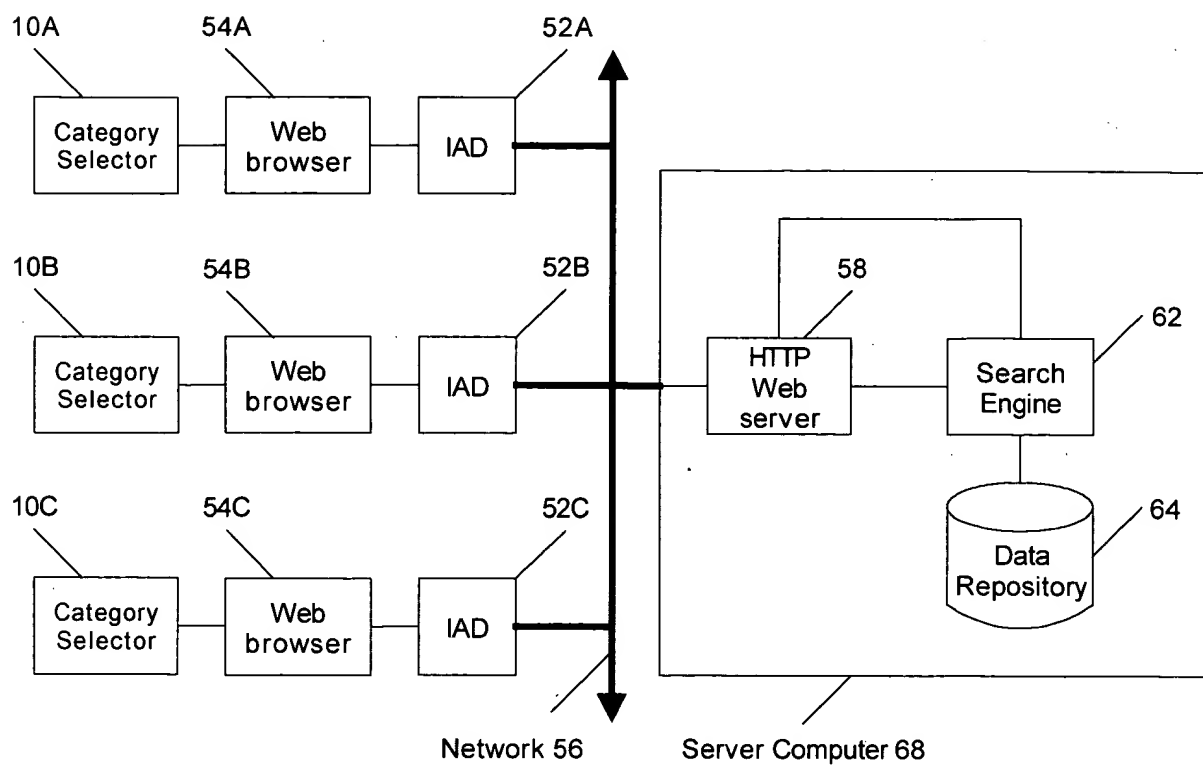 10A
54A
52A
Category
Selector
Web
browser
IAD
10B
54B
52B
Category
Selector
Web
browser
IAD
58
HTTP
Web
server
62
Search
Engine
10C
54C
52C
Category
Selector
Web
browser
IAD
64
Data
Repository
Network 56
Server Computer 68